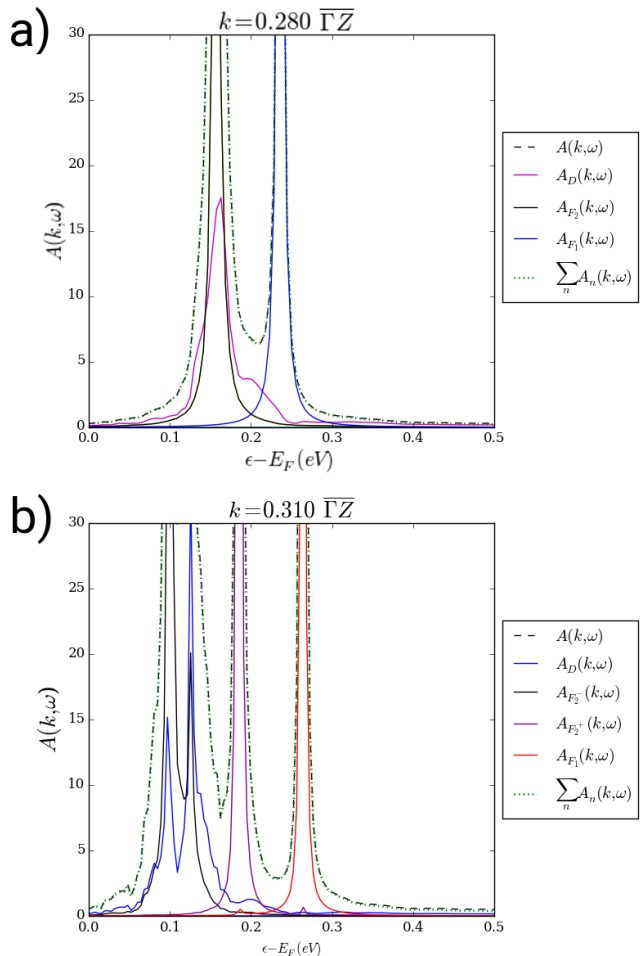 a)
k=0.280 Γ̅Z̅
30
25
20
15
10
5
0
A(k,ω)
0.0 0.1 0.2 0.3 0.4 0.5
ϵ−E_F(eV)
A(k,ω)
A_D(k,ω)
A_{F_2}(k,ω)
A_{F_1}(k,ω)
∑_n A_n(k,ω)
b)
k=0.310 Γ̅Z̅
30
25
20
15
10
5
0
A(k,ω)
0.0 0.1 0.2 0.3 0.4 0.5
ϵ−E_F(eV)
A(k,ω)
A_D(k,ω)
A_{F_2^-}(k,ω)
A_{F_2^+}(k,ω)
A_{F_1}(k,ω)
∑_n A_n(k,ω)